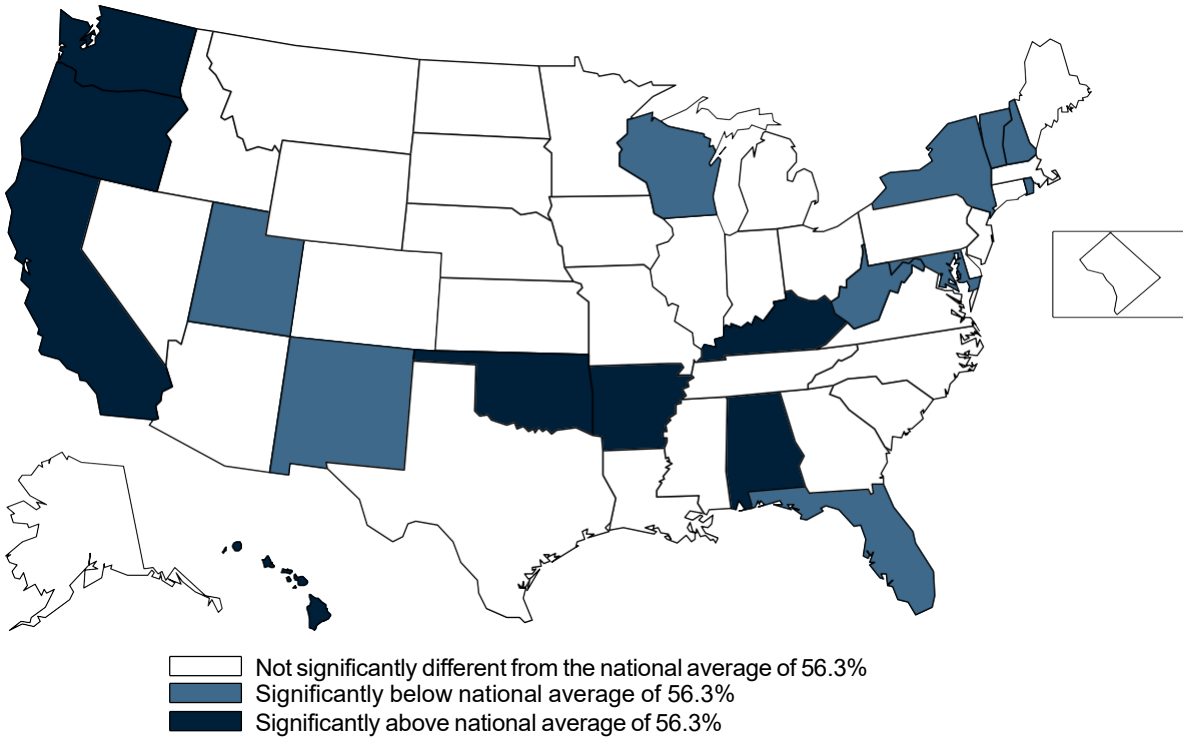 Not significantly different from the national average of 56.3%
Significantly below national average of 56.3%
Significantly above national average of 56.3%